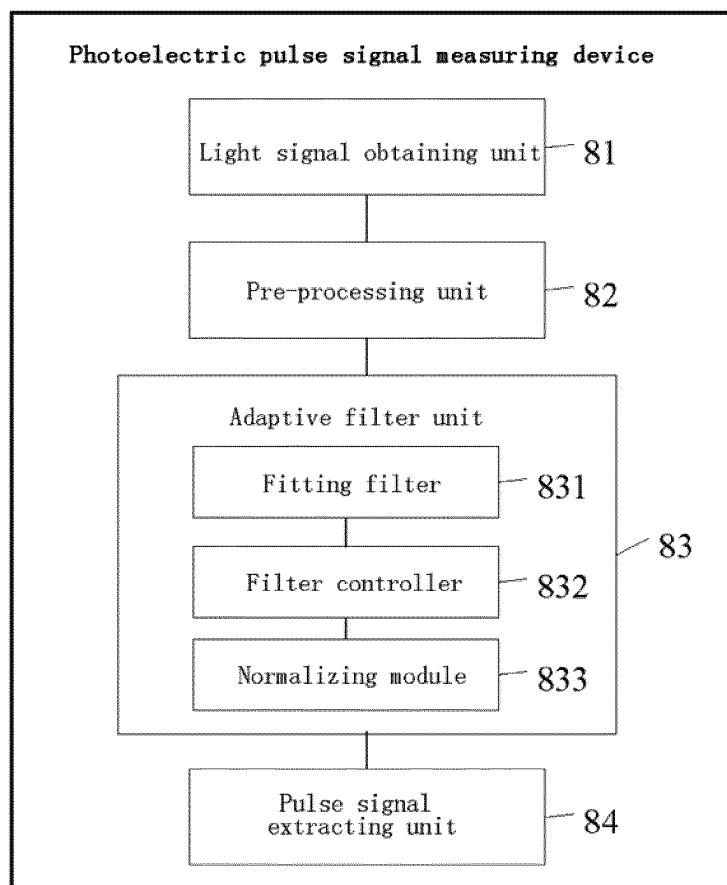 Photoelectric pulse signal measuring device
Light signal obtaining unit
81
Pre-processing unit
82
Adaptive filter unit
Fitting filter
831
Filter controller
832
Normalizing module
833
83
Pulse signal
extracting unit
84